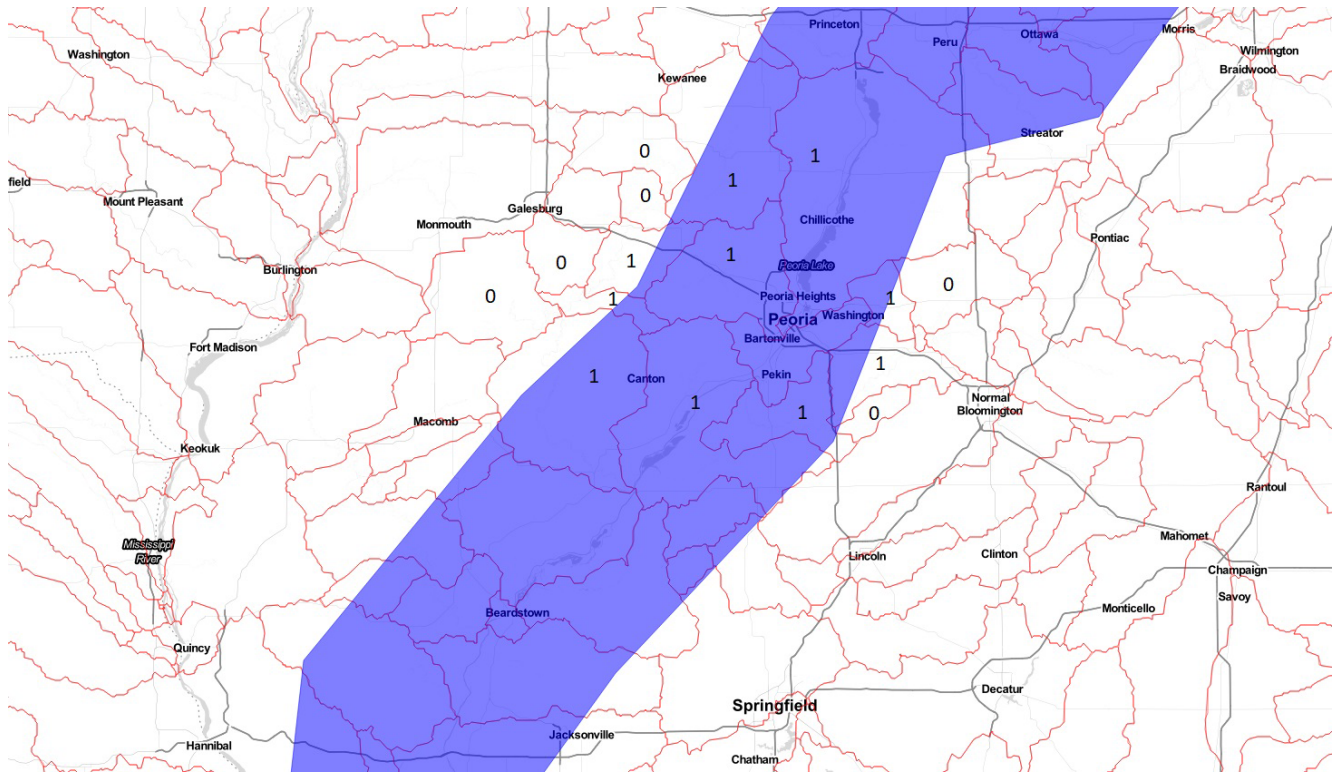 Princeton
Morris
Ottawa
Peru
Washington
Wilmington
Braidwood
Kewanee
Streator
0
1
1
field
0
Mount Pleasant
Galesburg
Chillicothe
Monmouth
Pontiac
1
1
0
Peoria Lake
Burlington
0
0
Peoria Heights
1
1
Washington
Peoria
Bartonville
Fort Madison
1
1
Canton
Pekin
Normal
Bloomington
1
1
0
Macomb
Keokuk
Rantoul
Mahomet
Mississippi
River
Lincoln
Clinton
Champaign
Savoy
Beardstown
Monticello
Quincy
Decatur
Springfield
Jacksonville
Hannibal
Chatham